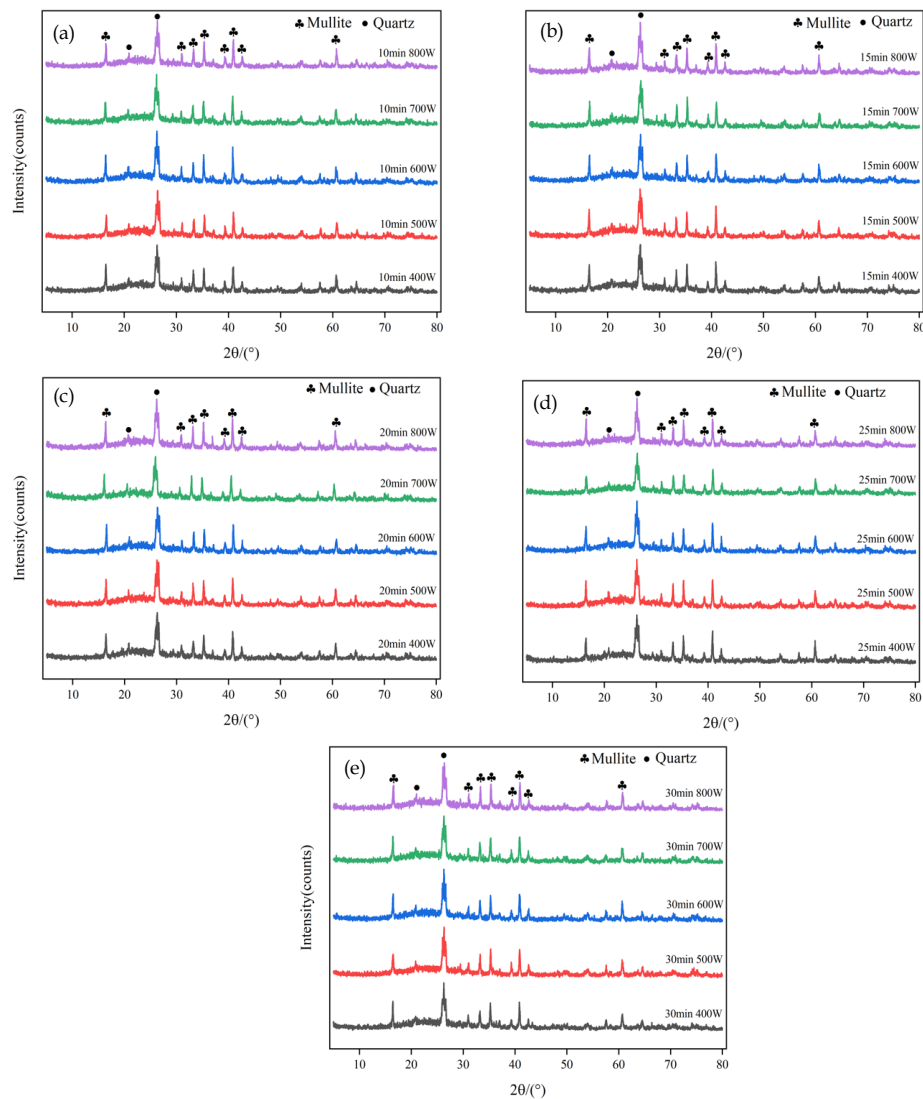 (a)
♣Mullite ● Quartz
10min 800W
10min 700W
10min 600W
10min 500W
10min 400W
Intensity(counts)
10 20 30 40 50 60 70 80
2θ/(°)
(b)
♣Mullite ● Quartz
15min 800W
15min 700W
15min 600W
15min 500W
15min 400W
10 20 30 40 50 60 70 80
2θ/(°)
(c)
♣Mullite ● Quartz
20min 800W
20min 700W
20min 600W
20min 500W
20min 400W
Intensity(counts)
10 20 30 40 50 60 70 80
2θ/(°)
(d)
♣Mullite ● Quartz
25min 800W
25min 700W
25min 600W
25min 500W
25min 400W
Intensity(counts)
10 20 30 40 50 60 70 80
2θ/(°)
(e)
♣Mullite ● Quartz
30min 800W
30min 700W
30min 600W
30min 500W
30min 400W
Intensity(counts)
10 20 30 40 50 60 70 80
2θ/(°)